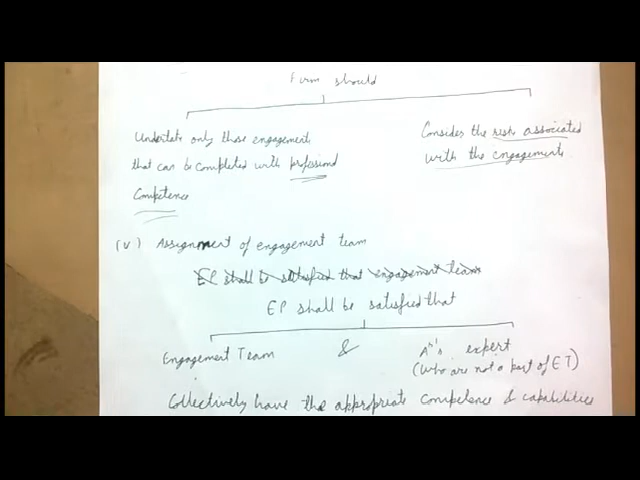 Firm should
Undertake only those engagement
that can be completed with professional
Competence
Consider the risk associated
with the engagements
(V) Assignment of engagement team
EP shall be satisfied that engagement team
EP shall be satisfied that
Engagement Team & expert
(Who are not a part of ET)
Collectively have the appropriate competence & capabilities